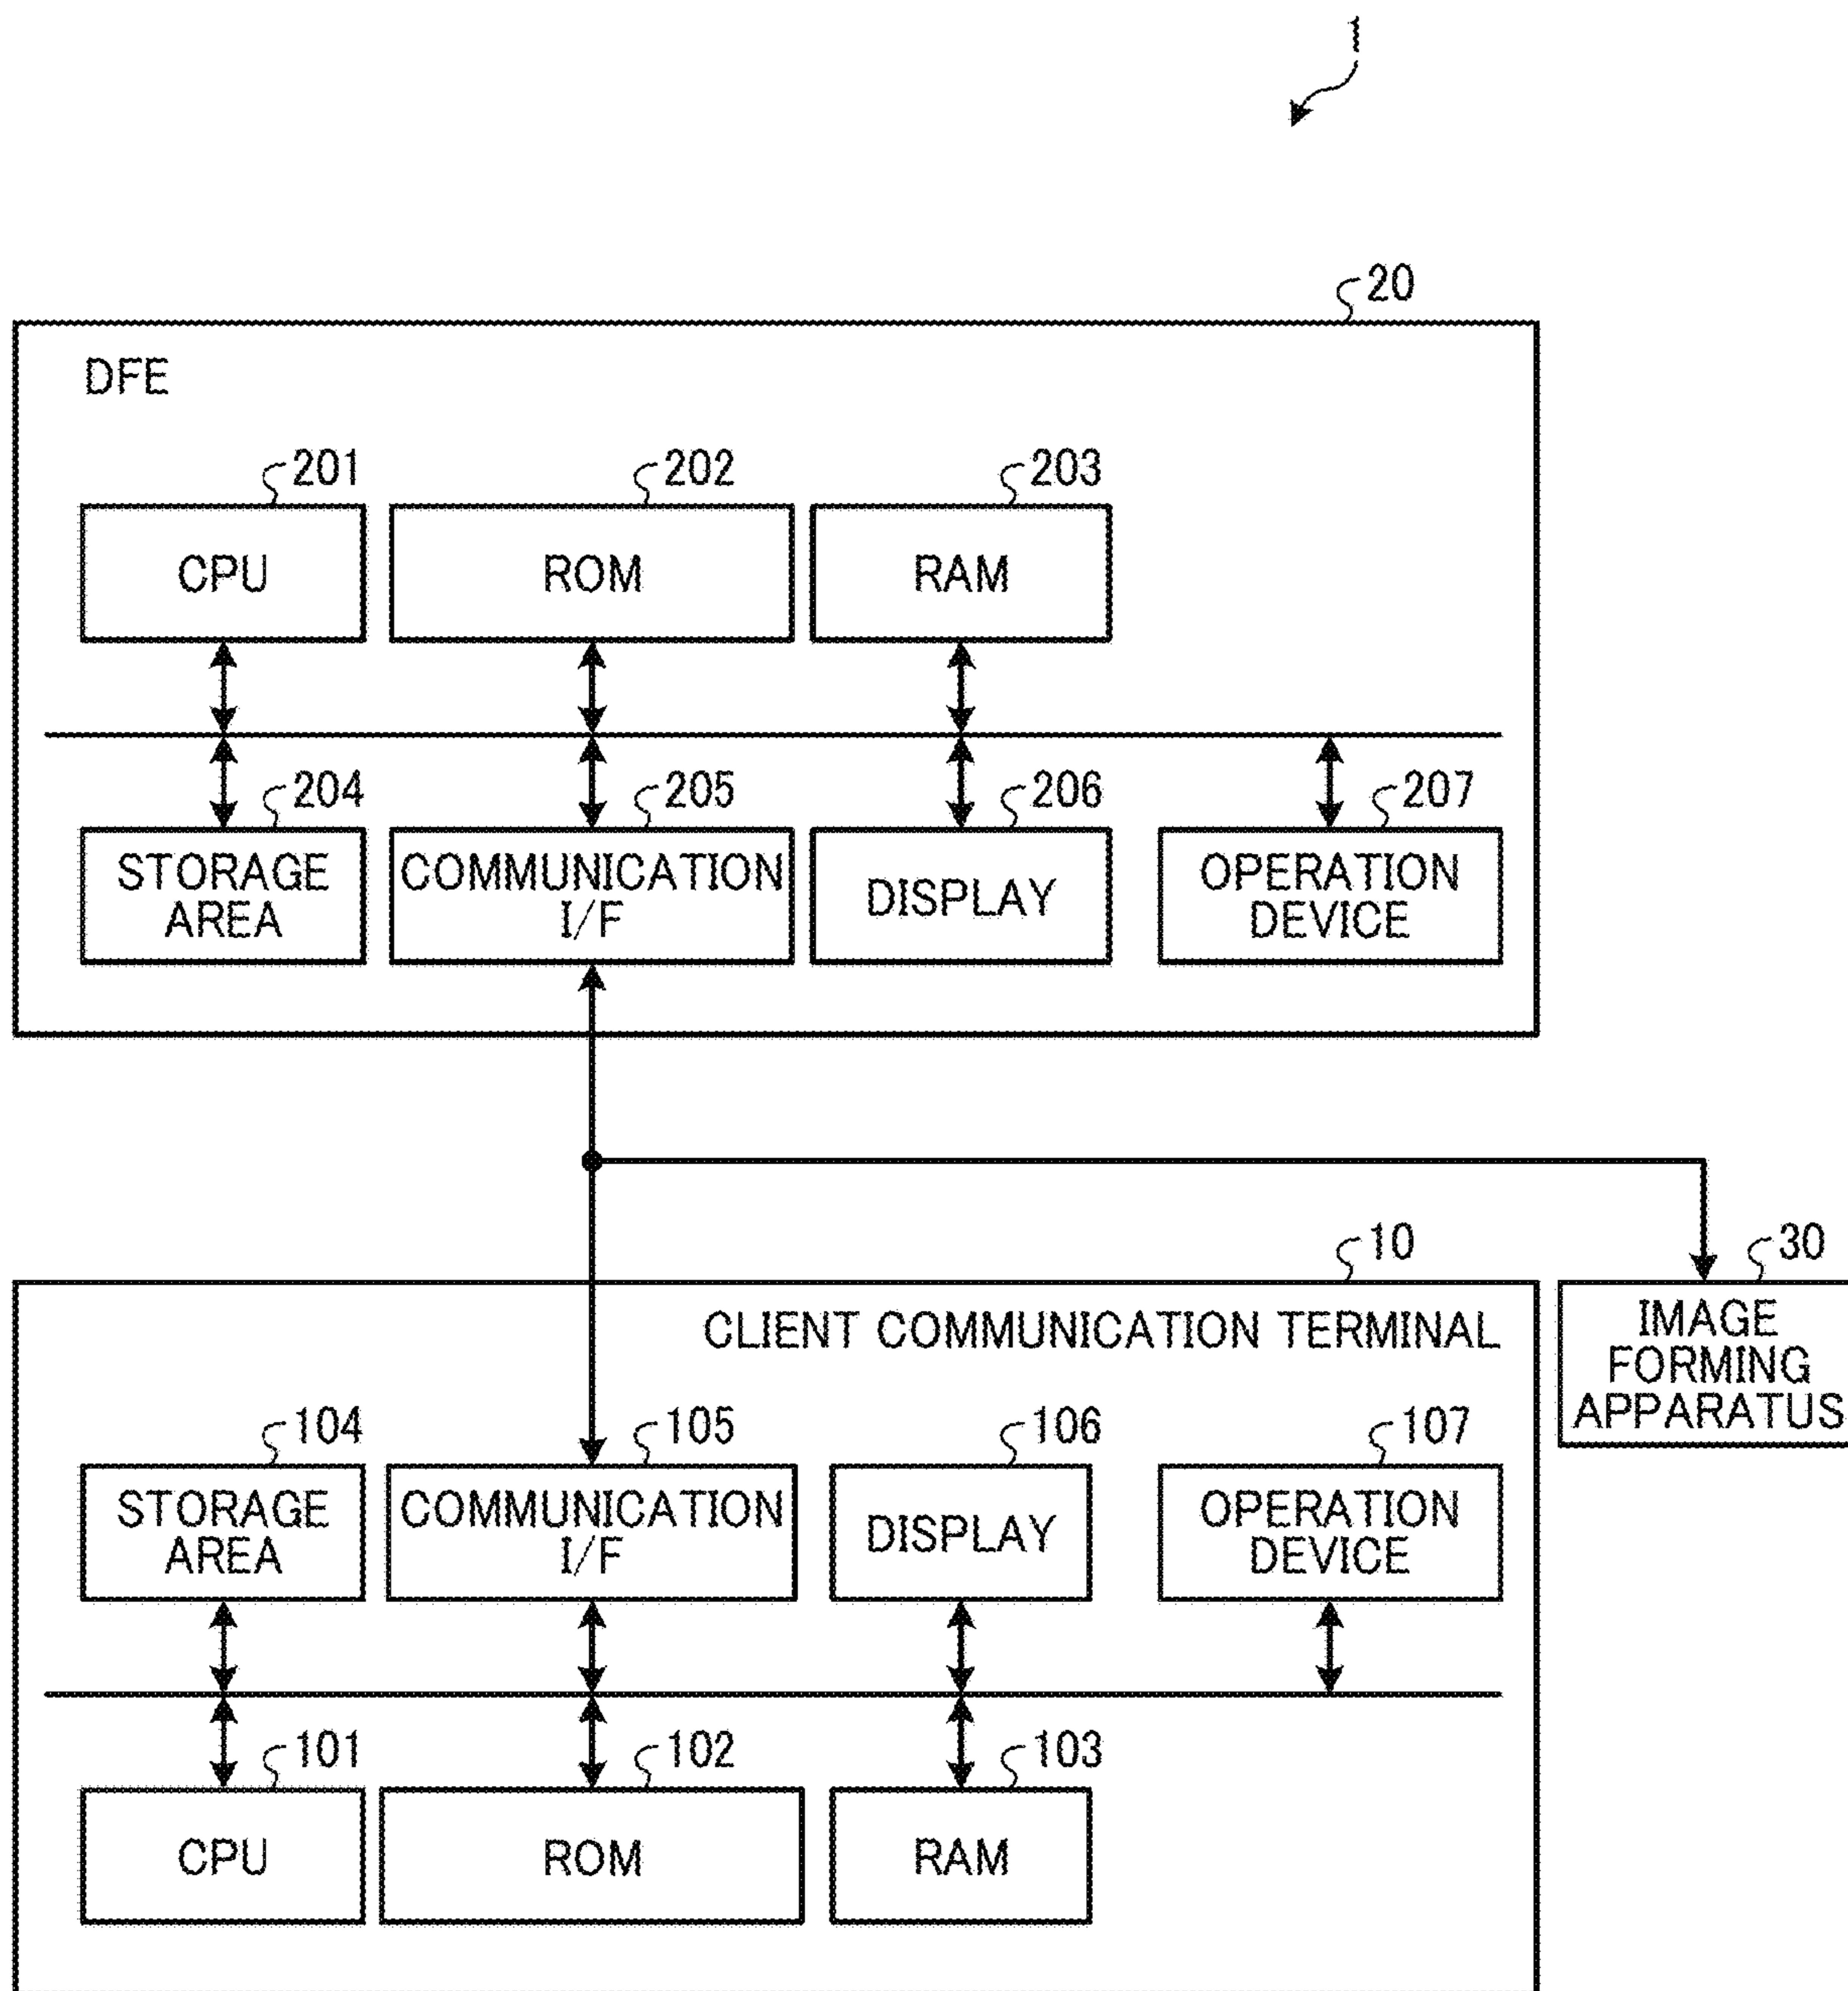 1
20
DFE
201
202
203
CPU
ROM
RAM
204
205
206
207
STORAGE
AREA
COMMUNICATION
I/F
DISPLAY
OPERATION
DEVICE
10
30
CLIENT COMMUNICATION TERMINAL
IMAGE
FORMING
APPARATUS
104
105
106
107
STORAGE
AREA
COMMUNICATION
I/F
DISPLAY
OPERATION
DEVICE
101
102
103
CPU
ROM
RAM